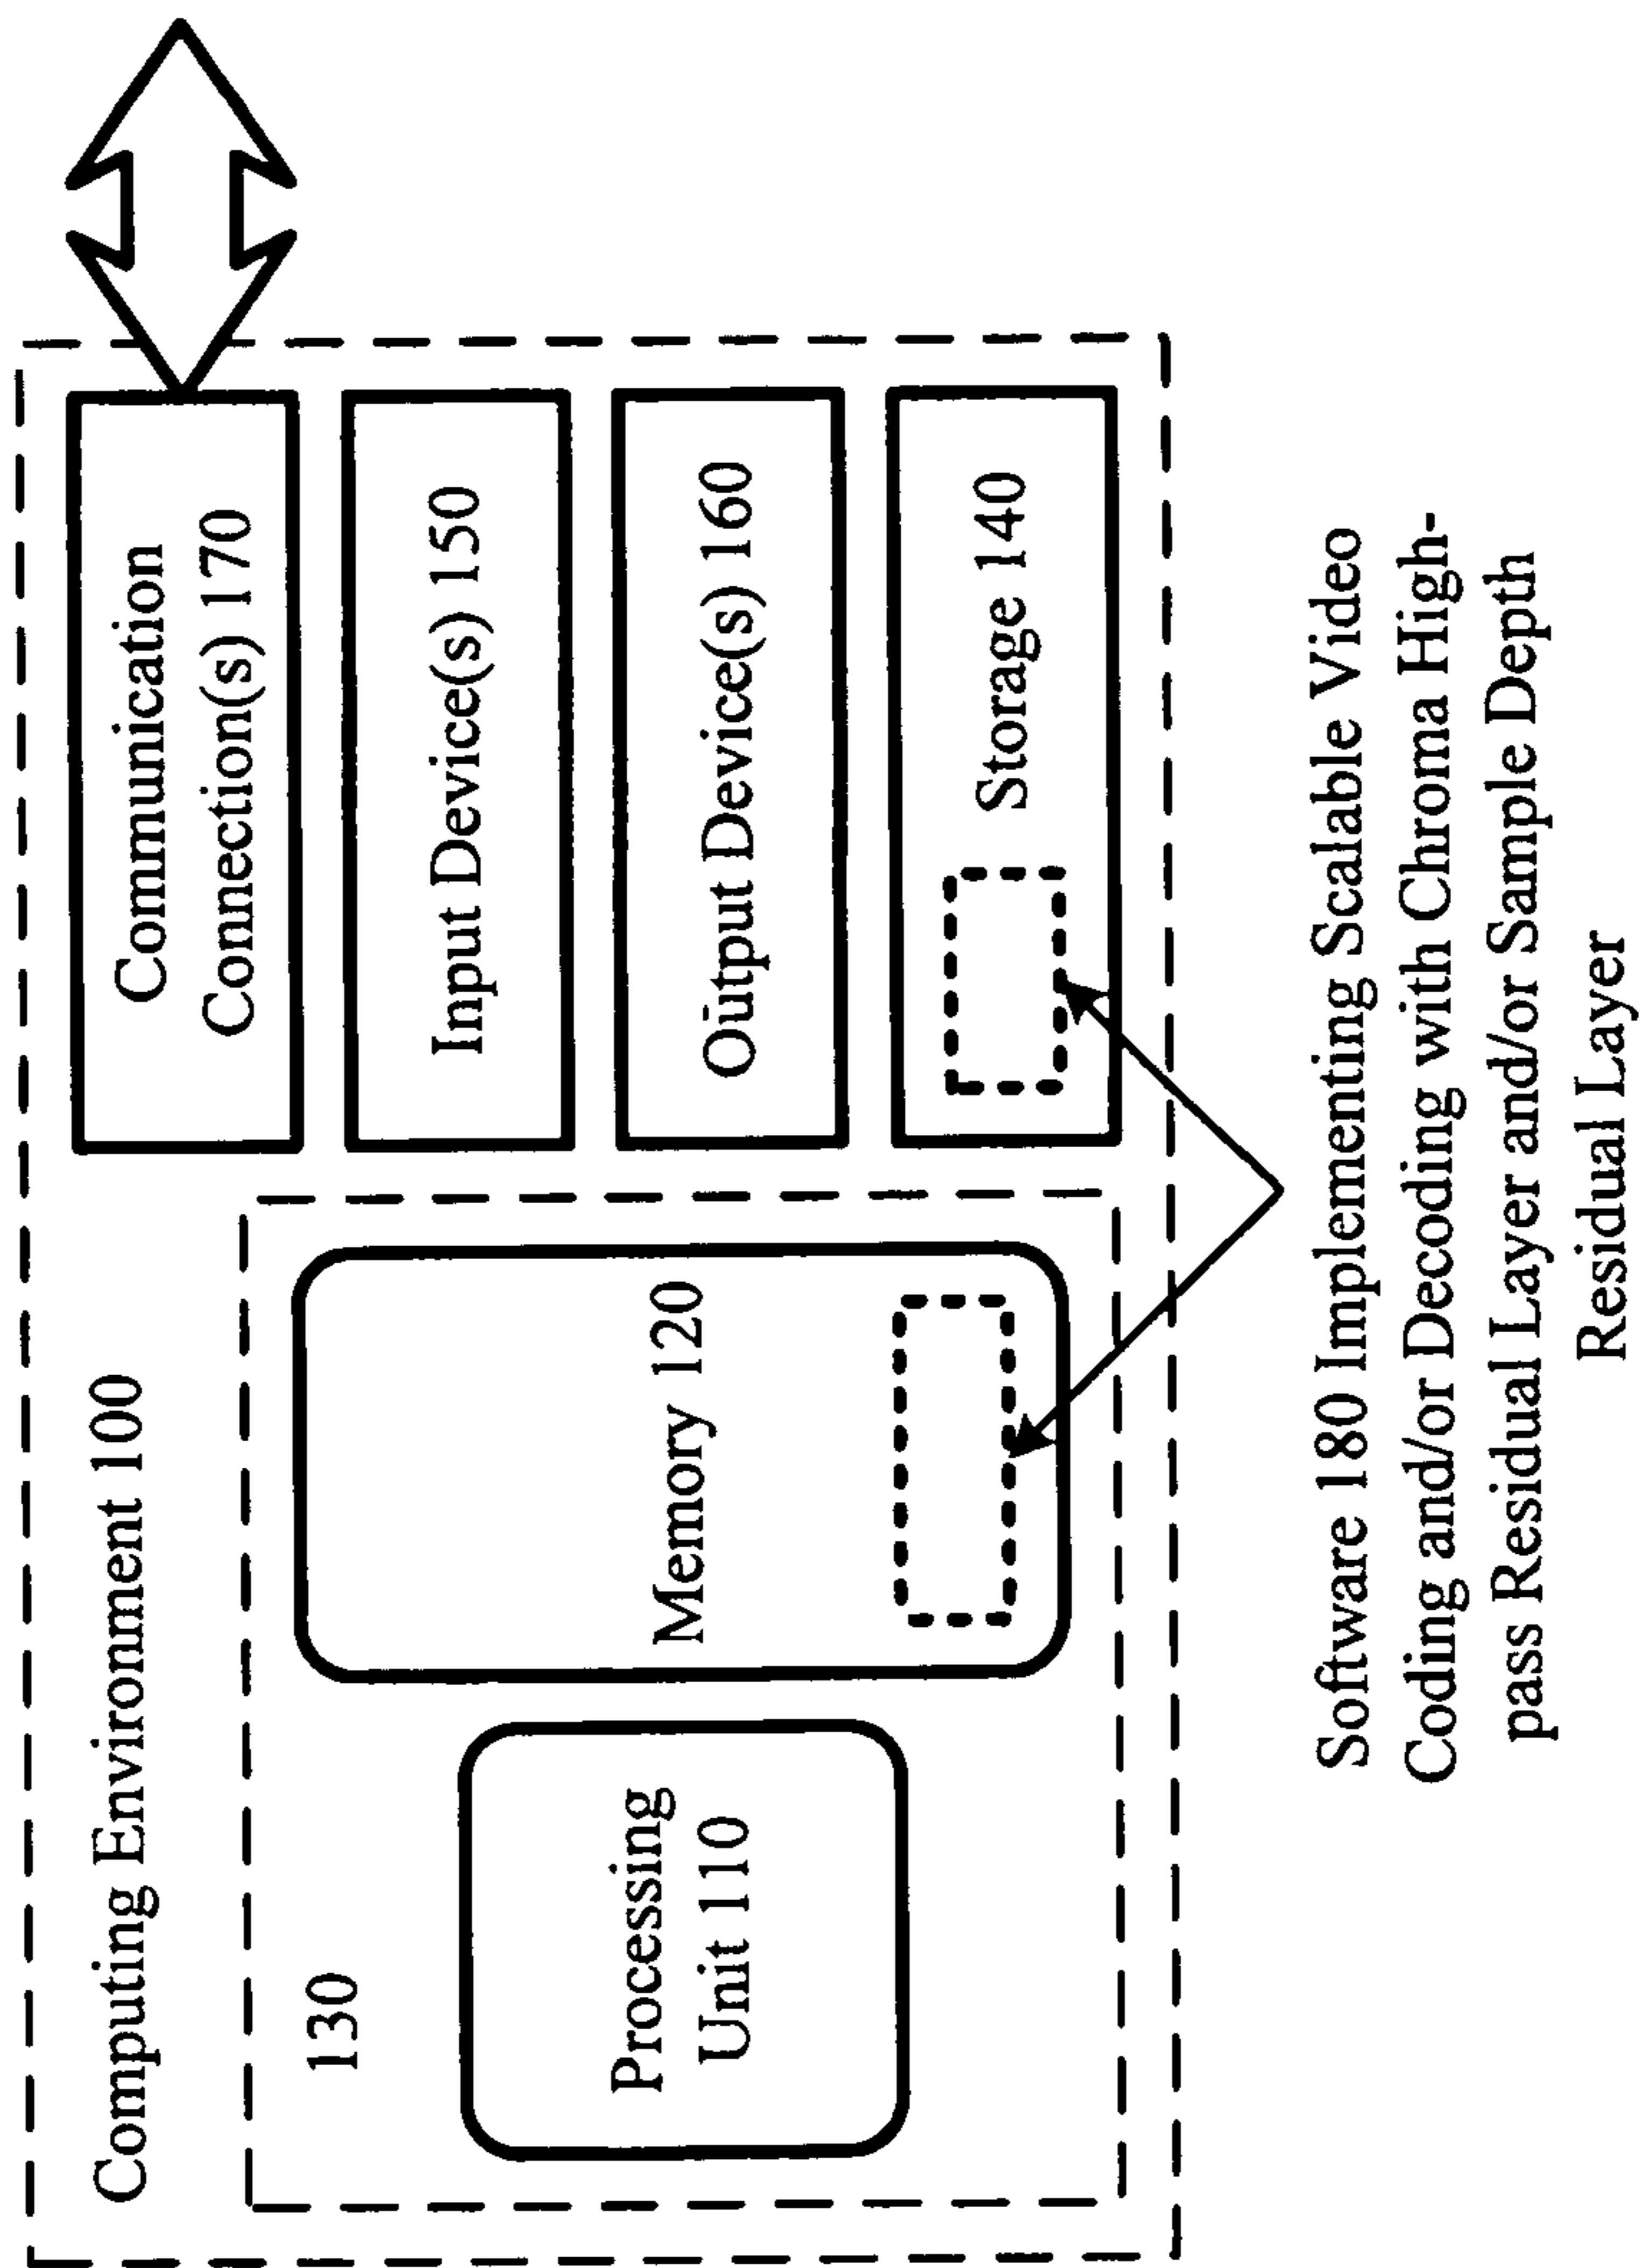 Computing Environment 100
130
Processing
Unit 110
Memory 120
Communication
Connection(s) 170
Input Device(s) 150
Output Device(s) 160
Storage 140
Software 180 Implementing Scalable Video
Coding and/or Decoding with Chroma High-
pass Residual Layer and/or Sample Depth
Residual Layer